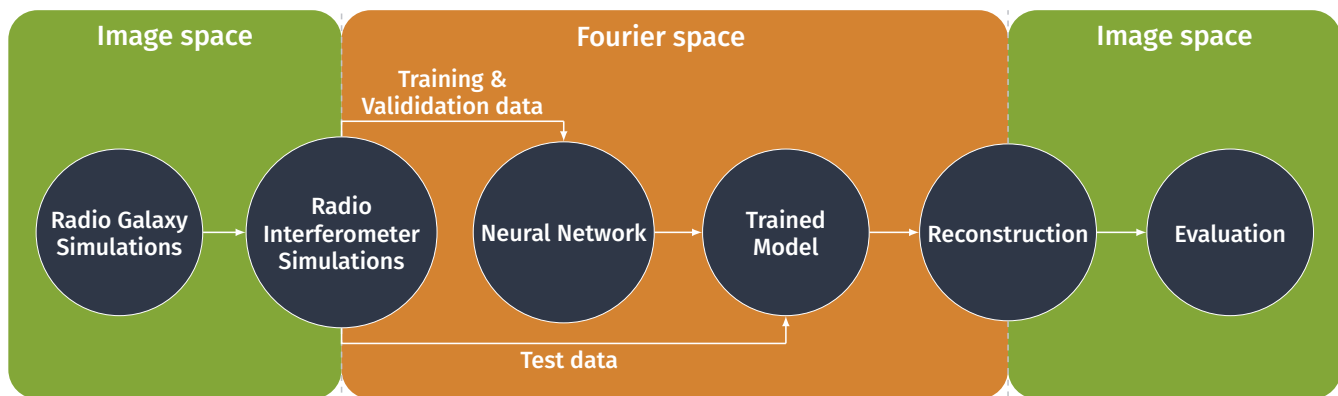 Image space
Fourier space
Image space
Training &
Valididation data
Radio Galaxy
Simulations
Radio
Interferometer
Simulations
Neural Network
Trained
Model
Reconstruction
Evaluation
Test data